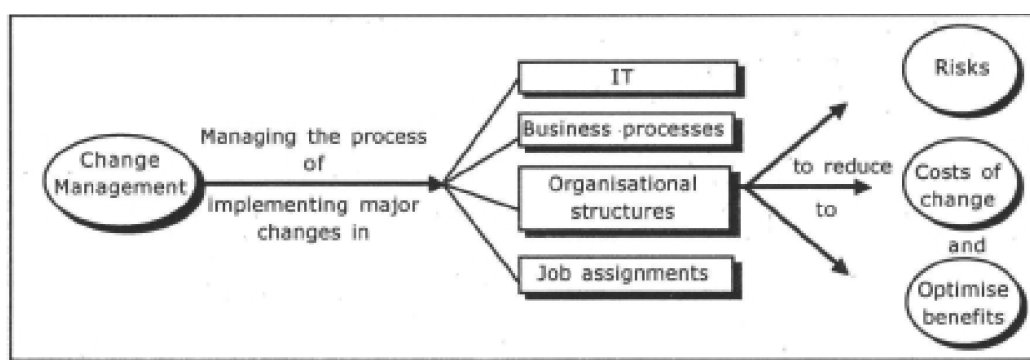 Change
Management
Managing the process
of
implementing major
changes in
IT
Business processes
Organisational
structures
Job assignments
to reduce
to
Risks
Costs of
change
and
Optimise
benefits